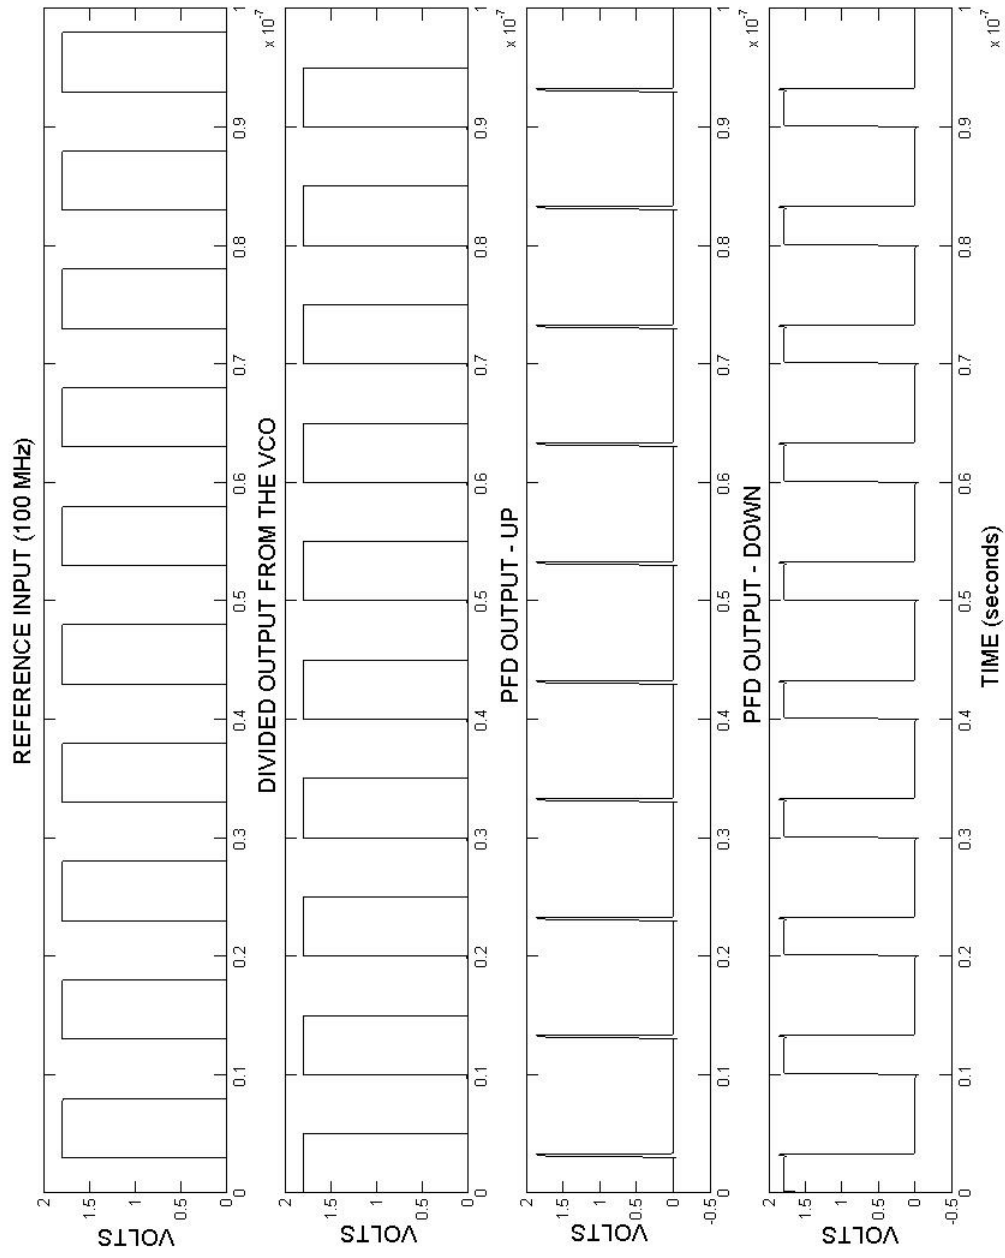 REFERENCE INPUT (100 MHz)
VOLTS
2
1.5
1
0.5
0
0 0.1 0.2 0.3 0.4 0.5 0.6 0.7 0.8 0.9 1
x 10-7
DIVIDED OUTPUT FROM THE VCO
VOLTS
2
1.5
1
0.5
0
0 0.1 0.2 0.3 0.4 0.5 0.6 0.7 0.8 0.9 1
x 10-7
PFD OUTPUT - UP
VOLTS
2
1.5
1
0.5
0
-0.5
0 0.1 0.2 0.3 0.4 0.5 0.6 0.7 0.8 0.9 1
x 10-7
PFD OUTPUT - DOWN
VOLTS
2
1.5
1
0.5
0
-0.5
0 0.1 0.2 0.3 0.4 0.5 0.6 0.7 0.8 0.9 1
x 10-7
TIME (seconds)